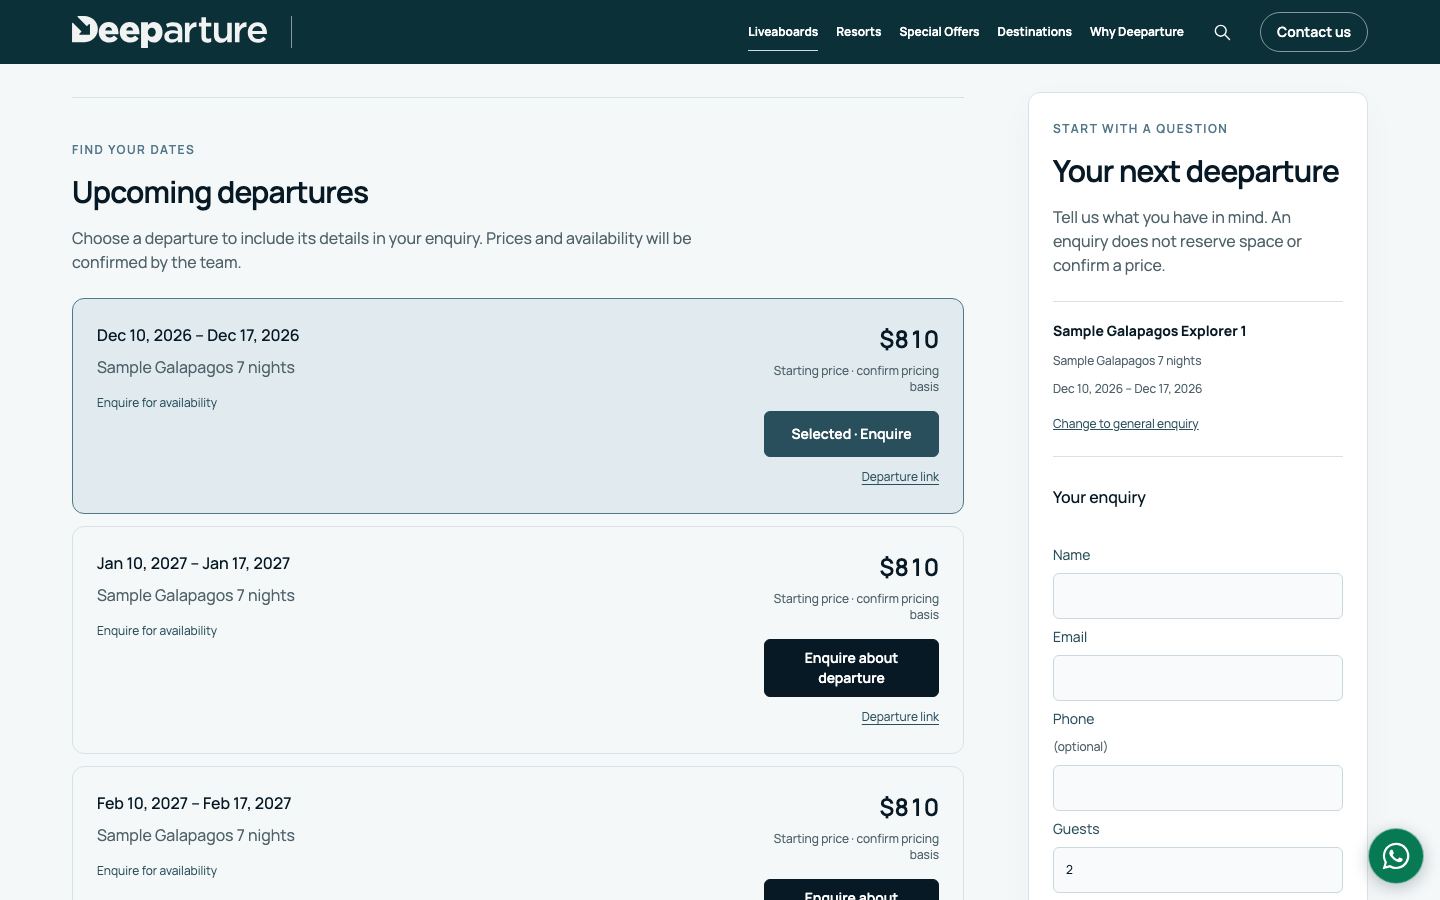 Deeparture
Liveaboards
Resorts
Special Offers
Destinations
Why Deeparture
Contact us
FIND YOUR DATES
Upcoming departures
Choose a departure to include its details in your enquiry. Prices and availability will be
confirmed by the team.
Dec 10, 2026 – Dec 17, 2026
Sample Galapagos 7 nights
Enquire for availability
$810
Starting price · confirm pricing
basis
Selected · Enquire
Departure link
Jan 10, 2027 – Jan 17, 2027
Sample Galapagos 7 nights
Enquire for availability
$810
Starting price · confirm pricing
basis
Enquire about
departure
Departure link
Feb 10, 2027 – Feb 17, 2027
Sample Galapagos 7 nights
Enquire for availability
$810
Starting price · confirm pricing
basis
Enquire about
START WITH A QUESTION
Your next deeparture
Tell us what you have in mind. An
enquiry does not reserve space or
confirm a price.
Sample Galapagos Explorer 1
Sample Galapagos 7 nights
Dec 10, 2026 – Dec 17, 2026
Change to general enquiry
Your enquiry
Name
Email
Phone
(optional)
Guests
2